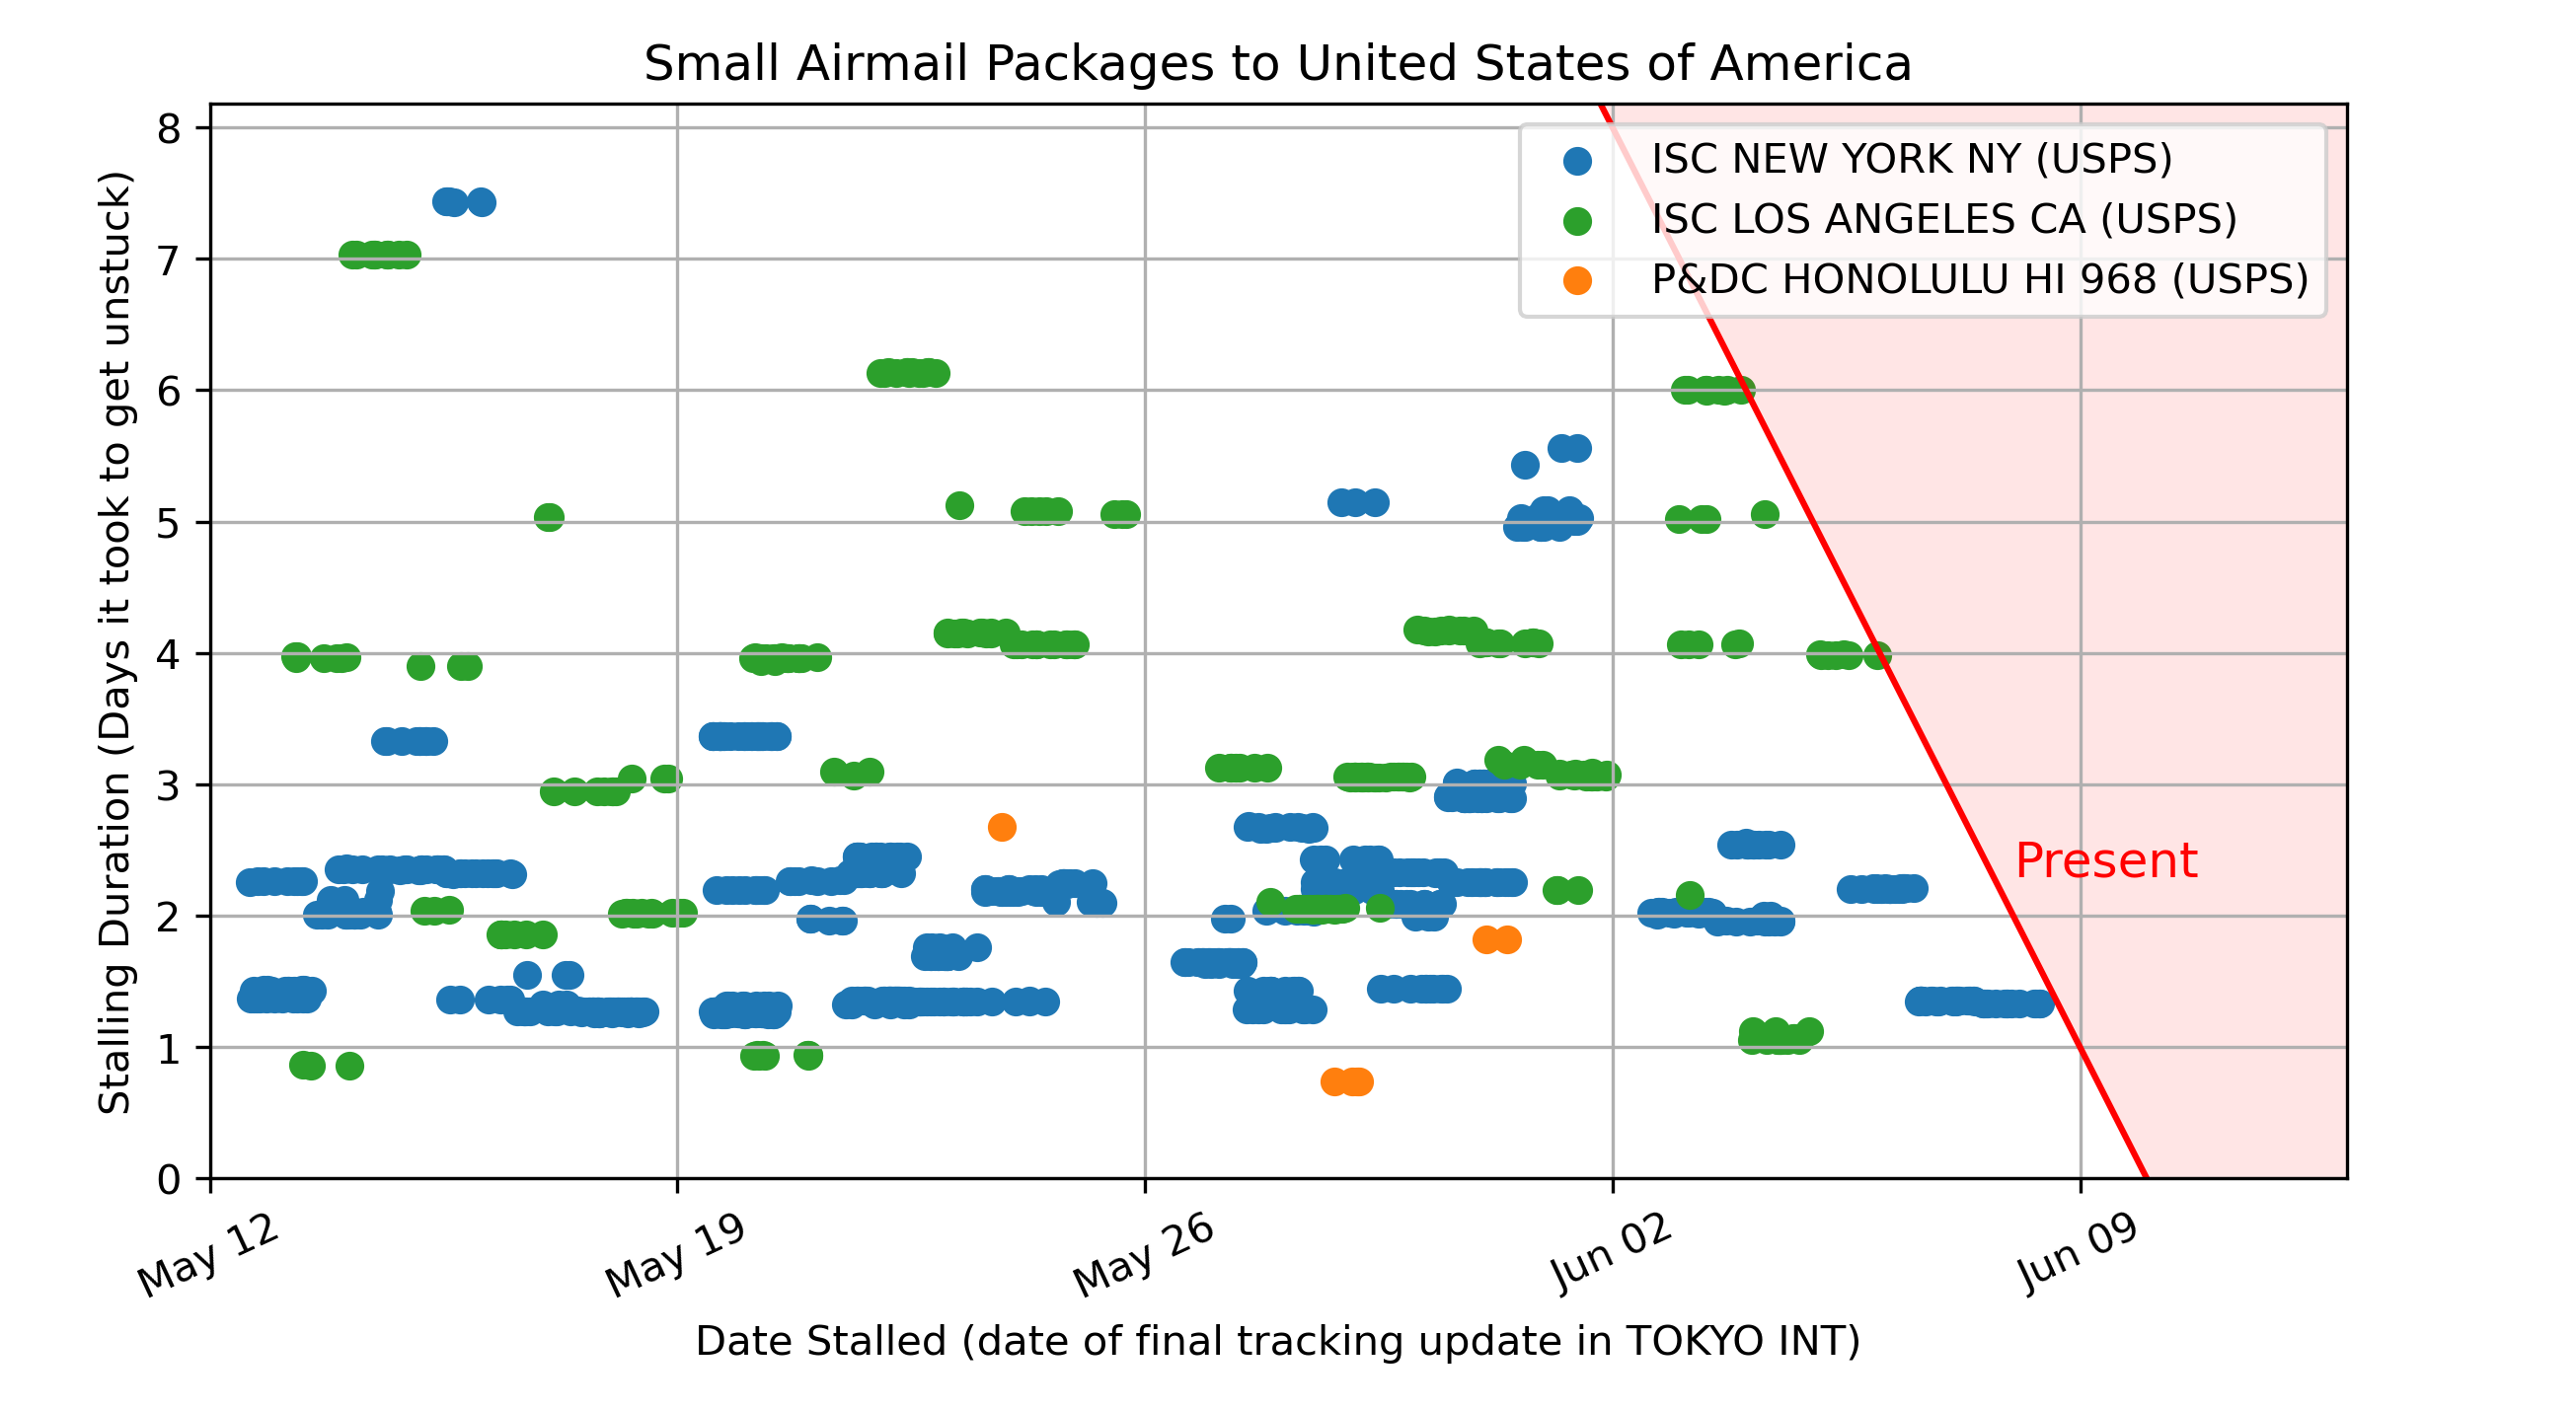 Small Airmail Packages to United States of America
Stalling Duration (Days it took to get unstuck)
8
7
6
5
4
3
2
1
0
ISC NEW YORK NY (USPS)
ISC LOS ANGELES CA (USPS)
P&DC HONOLULU HI 968 (USPS)
Present
May 12
May 19
May 26
Jun 02
Jun 09
Date Stalled (date of final tracking update in TOKYO INT)